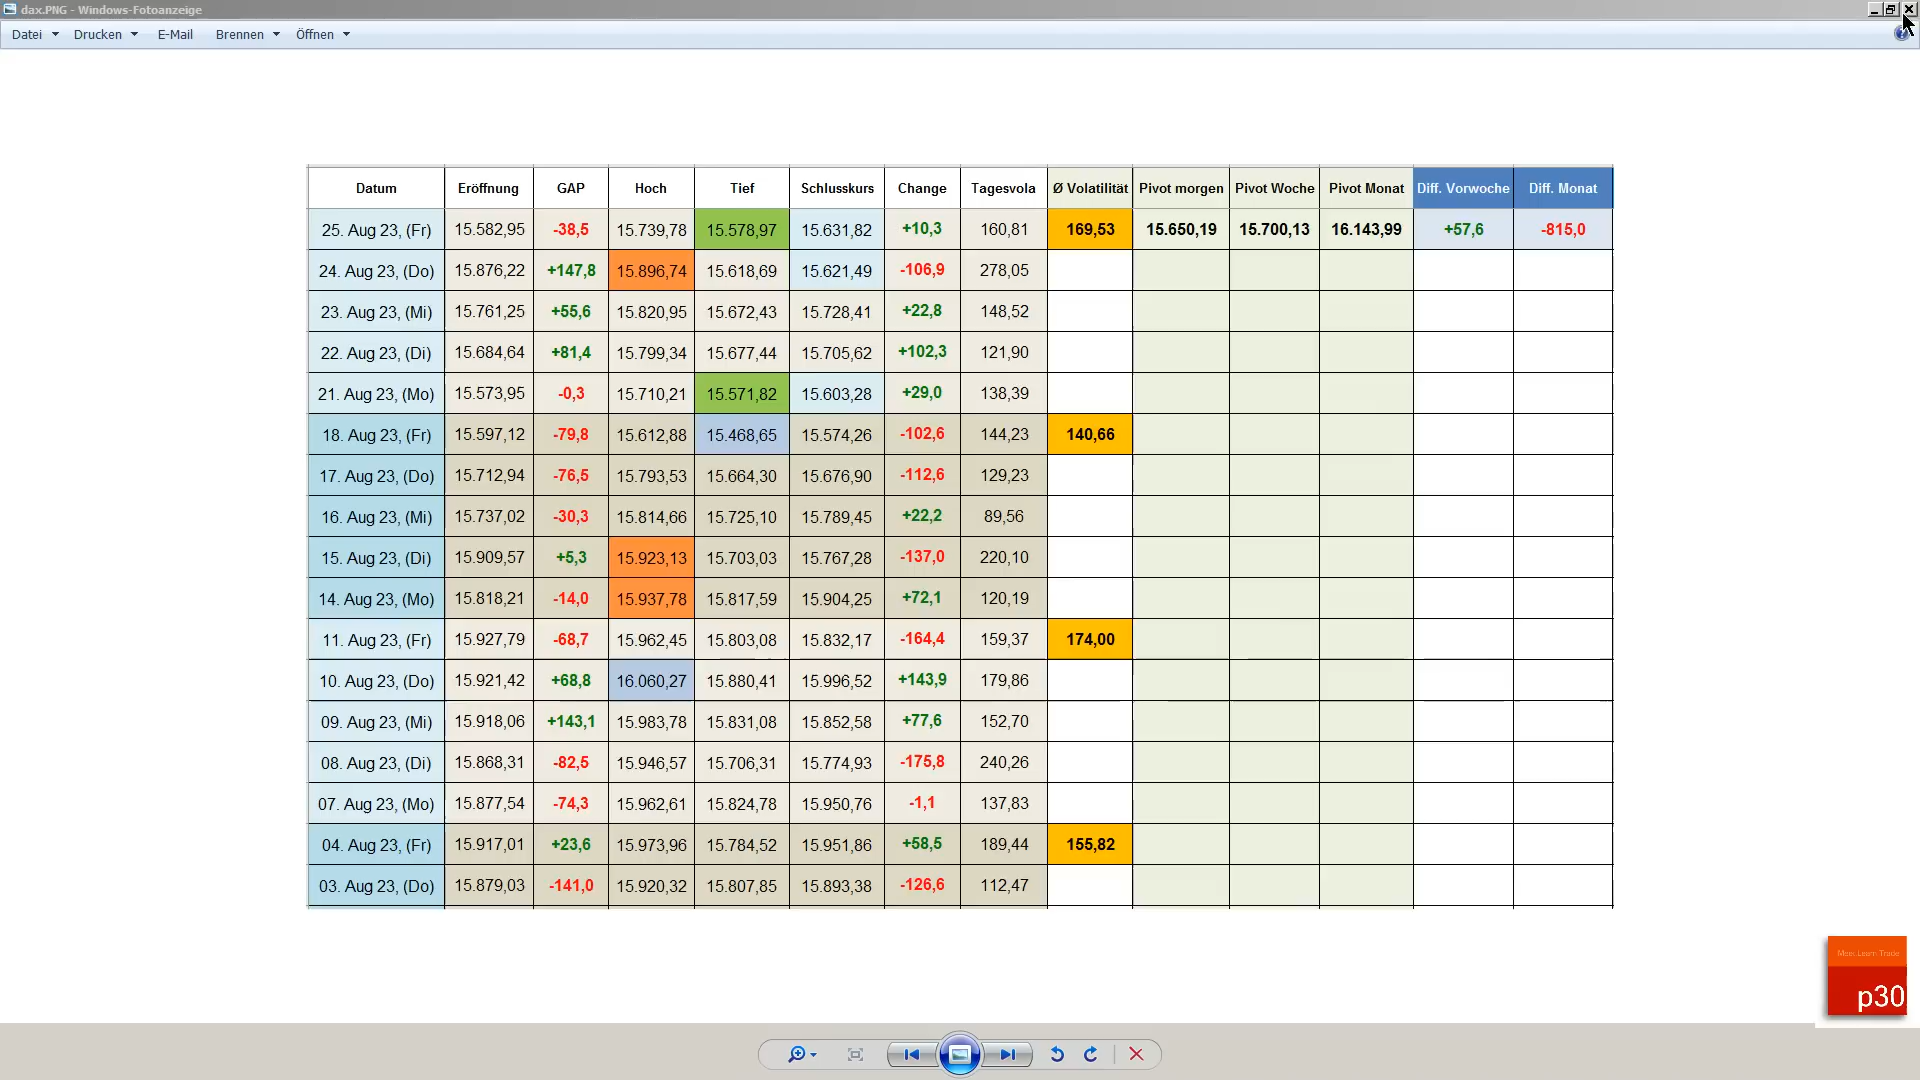 dax.PNG - Windows-Fotoanzeige
Datei Drucken E-Mail Brennen Öffnen
Datum Eröffnung GAP Hoch Tief Schlusskurs Change Tagesvola Ø Volatilität Pivot morgen Pivot Woche Pivot Monat Diff. Vorwoche Diff. Monat
25. Aug 23, (Fr) 15.582,95 -38,5 15.739,78 15.578,97 15.631,82 +10,3 160,81 169,53 15.650,19 15.700,13 16.143,99 +57,6 -815,0
24. Aug 23, (Do) 15.876,22 +147,8 15.896,74 15.618,69 15.621,49 -106,9 278,05
23. Aug 23, (Mi) 15.761,25 +55,6 15.820,95 15.672,43 15.728,41 +22,8 148,52
22. Aug 23, (Di) 15.684,64 +81,4 15.799,34 15.677,44 15.705,62 +102,3 121,90
21. Aug 23, (Mo) 15.573,95 -0,3 15.710,21 15.571,82 15.603,28 +29,0 138,39
18. Aug 23, (Fr) 15.597,12 -79,8 15.612,88 15.468,65 15.574,26 -102,6 144,23 140,66
17. Aug 23, (Do) 15.712,94 -76,5 15.793,53 15.664,30 15.676,90 -112,6 129,23
16. Aug 23, (Mi) 15.737,02 -30,3 15.814,66 15.725,10 15.789,45 +22,2 89,56
15. Aug 23, (Di) 15.909,57 +5,3 15.923,13 15.703,03 15.767,28 -137,0 220,10
14. Aug 23, (Mo) 15.818,21 -14,0 15.937,78 15.817,59 15.904,25 +72,1 120,19
11. Aug 23, (Fr) 15.927,79 -68,7 15.962,45 15.803,08 15.832,17 -164,4 159,37 174,00
10. Aug 23, (Do) 15.921,42 +68,8 16.060,27 15.880,41 15.996,52 +143,9 179,86
09. Aug 23, (Mi) 15.918,06 +143,1 15.983,78 15.831,08 15.852,58 +77,6 152,70
08. Aug 23, (Di) 15.868,31 -82,5 15.946,57 15.706,31 15.774,93 -175,8 240,26
07. Aug 23, (Mo) 15.877,54 -74,3 15.962,61 15.824,78 15.950,76 -1,1 137,83
04. Aug 23, (Fr) 15.917,01 +23,6 15.973,96 15.784,52 15.951,86 +58,5 189,44 155,82
03. Aug 23, (Do) 15.879,03 -141,0 15.920,32 15.807,85 15.893,38 -126,6 112,47
p30